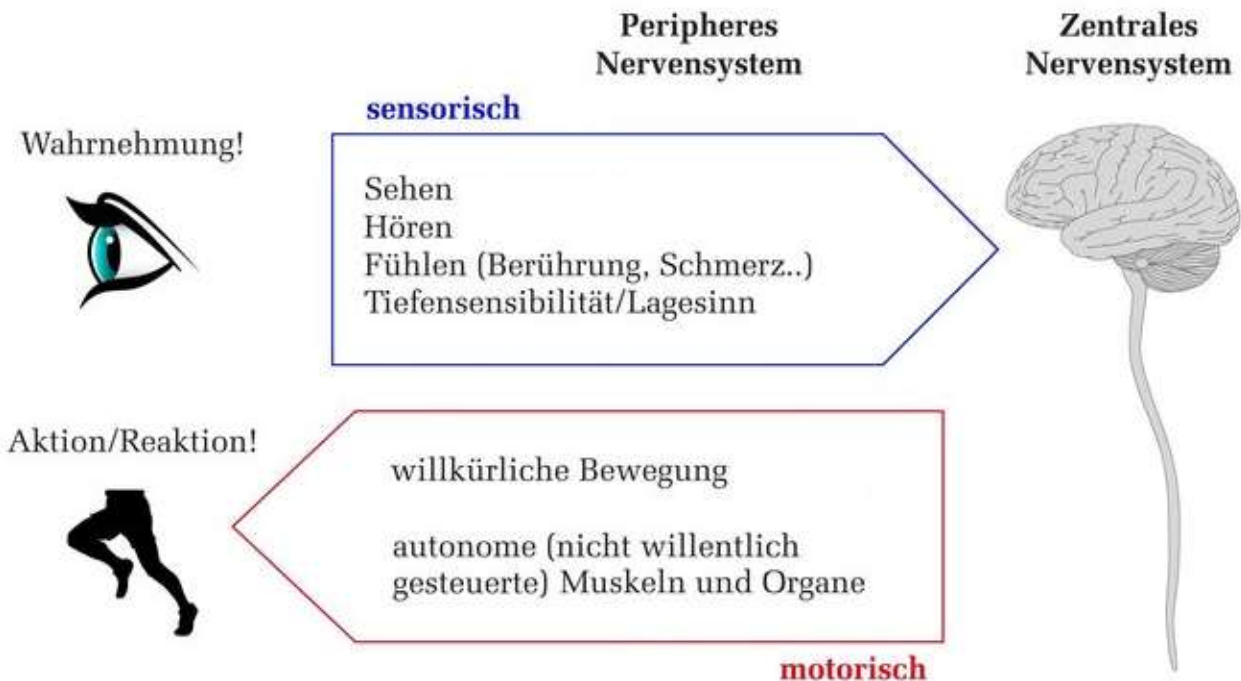 Peripheres
Nervensystem
Zentrales
Nervensystem
sensorisch
Wahrnehmung!
Sehen
Hören
Fühlen (Berührung, Schmerz..)
Tiefensensibilität/Lagesinn
Aktion/Reaktion!
willkürliche Bewegung
autonome (nicht willentlich
gesteuerte) Muskeln und Organe
motorisch